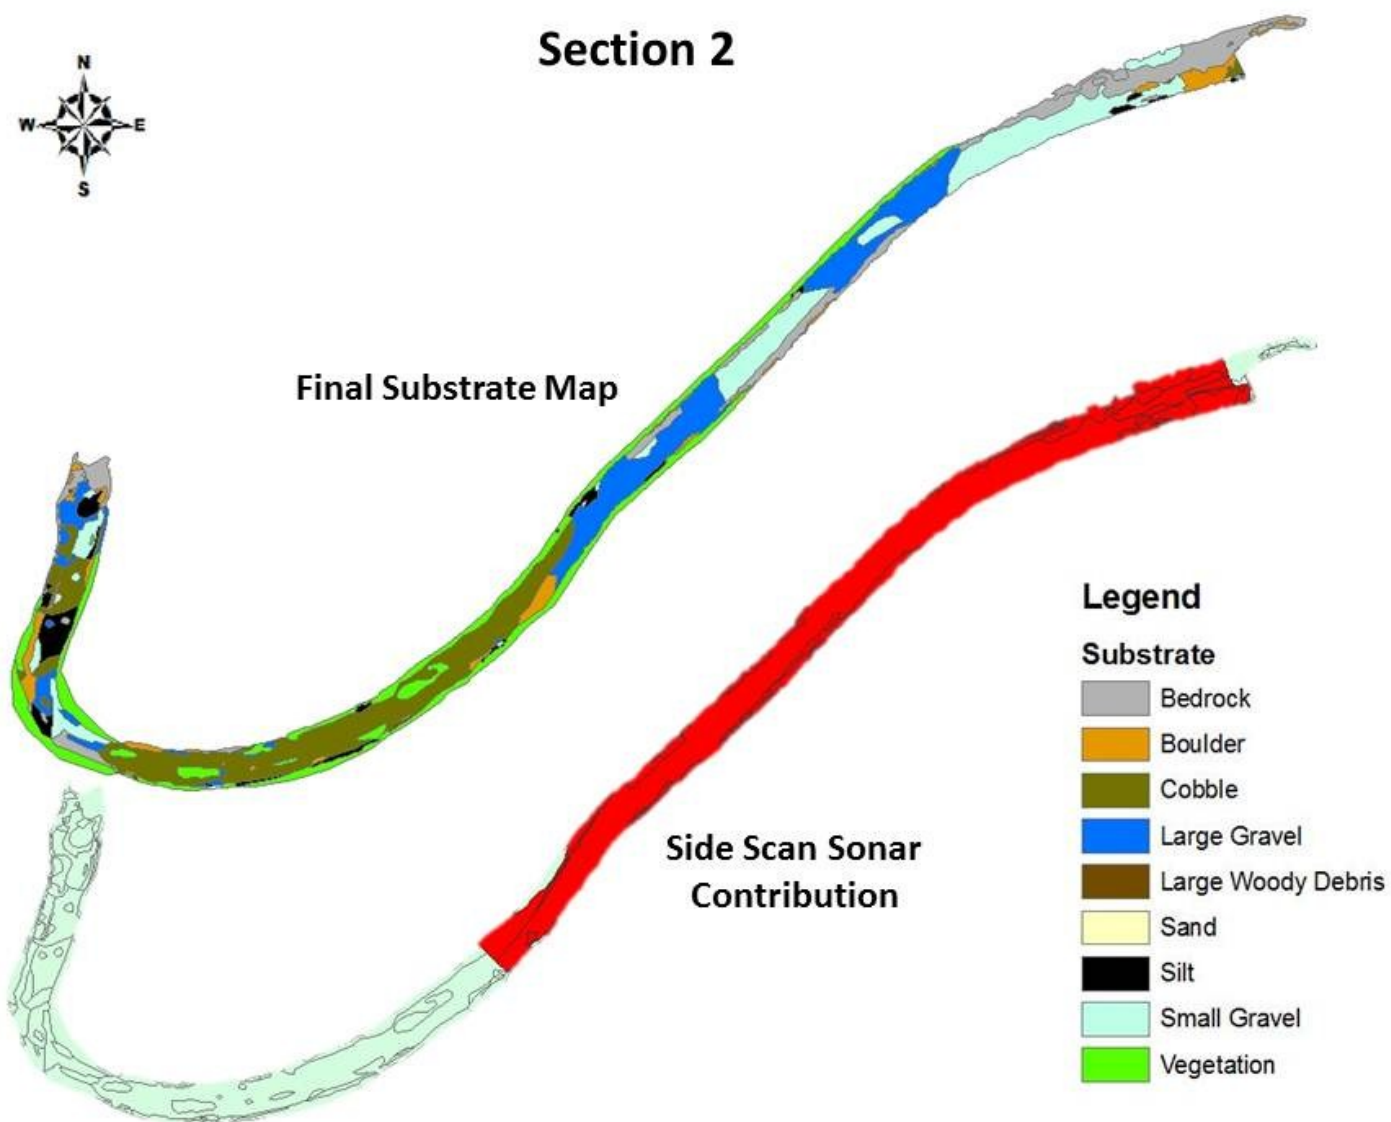 Section 2
N
W
E
S
Final Substrate Map
Side Scan Sonar
Contribution
Legend
Substrate
Bedrock
Boulder
Cobble
Large Gravel
Large Woody Debris
Sand
Silt
Small Gravel
Vegetation